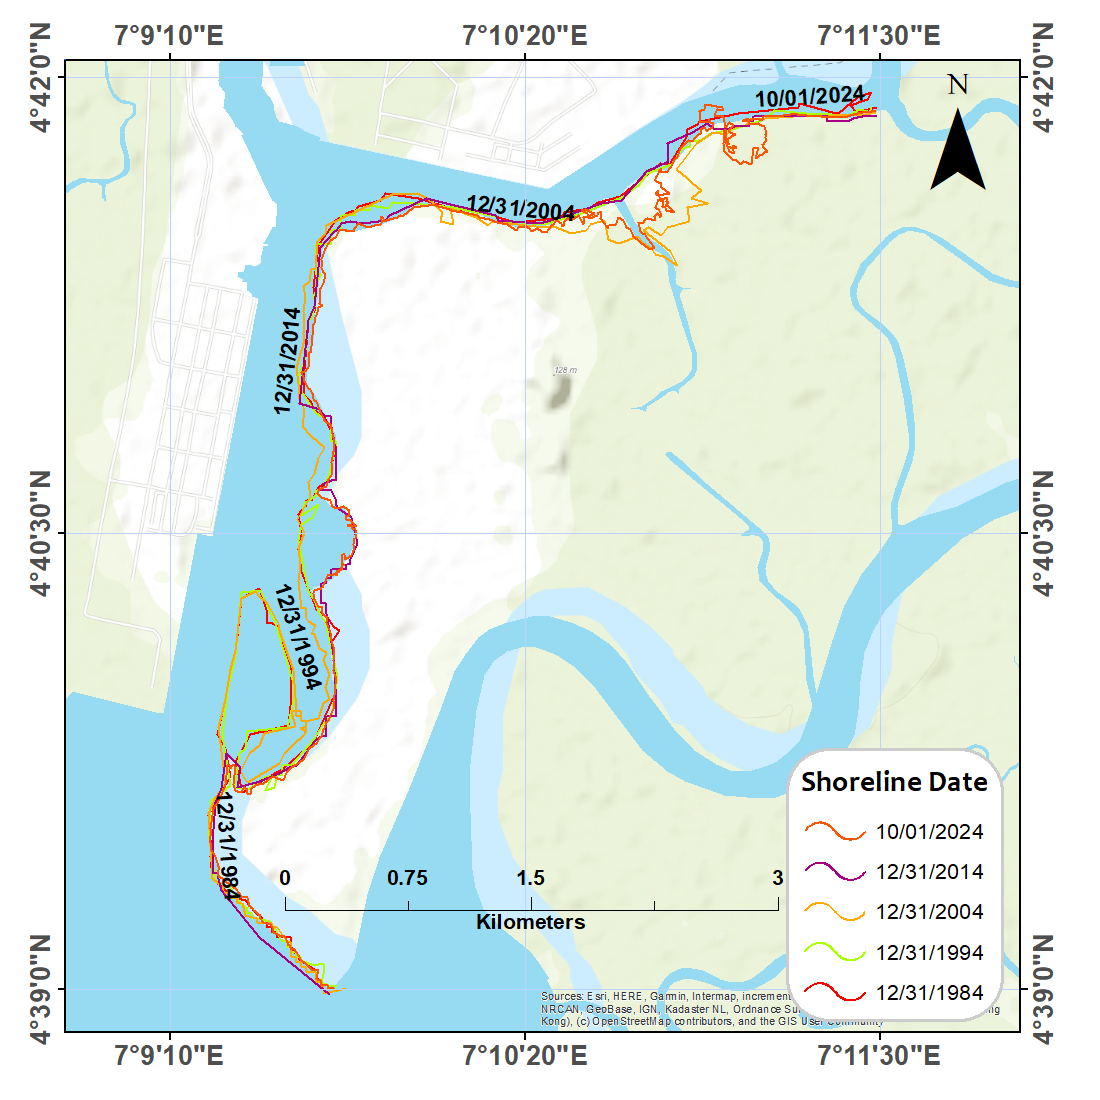 7°9'10"E 7°10'20"E 7°11'30"E
4°42'0"N
4°42'0"N
N
10/01/2024
12/31/2004
12/31/2014
128 m
4°40'30"N
4°40'30"N
12/31/1994
12/31/1984
0 0.75 1.5 3
Kilometers
Shoreline Date
10/01/2024
12/31/2014
12/31/2004
12/31/1994
12/31/1984
4°39'0"N
4°39'0"N
Sources: Esri, HERE, Garmin, Intermap, increment
NRCAN, GeoBase, IGN, Kadaster NL, Ordnance Su ng
Kong), (c) OpenStreetMap contributors, and the GIS User Community
7°9'10"E 7°10'20"E 7°11'30"E